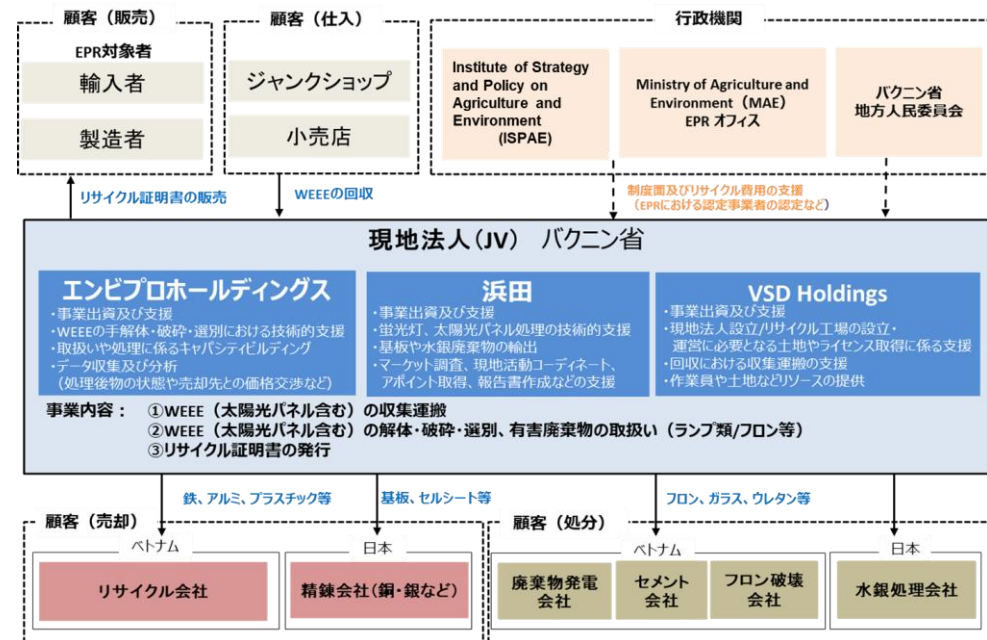 顧客（販売）
EPR対象者
輸入者
製造者
顧客（仕入）
ジャンクショップ
小売店
行政機関
Institute of Strategy
and Policy on
Agriculture and
Environment
(ISPAE)
Ministry of Agriculture and
Environment（MAE）
EPR オフィス
バクニン省
地方人民委員会
リサイクル証明書の販売
WEEEの回収
制度面及びリサイクル費用の支援
（EPRにおける認定事業者の認定など）
現地法人（JV） バクニン省
エンビプロホールディングス
・事業出資及び支援
・WEEEの手解体・破砕・選別における技術的支援
・取扱いや処理に係るキャパシティビルディング
・データ収集及び分析
（処理後物の状態や売却先との価格交渉など）
浜田
・事業出資及び支援
・蛍光灯、太陽光パネル処理の技術的支援
・基板や水銀廃棄物の輸出
・マーケット調査、現地活動コーディネート、
アポイント取得、報告書作成などの支援
VSD Holdings
・事業出資及び支援
・現地法人設立/リサイクル工場の設立・
運営に必要となる土地やライセンス取得に係る支援
・回収における収集運搬の支援
・作業員や土地などリソースの提供
事業内容： ①WEEE（太陽光パネル含む）の収集運搬
②WEEE（太陽光パネル含む）の解体・破砕・選別、有害廃棄物の取扱い（ランプ類/フロン等）
③リサイクル証明書の発行
鉄、アルミ、プラスチック等
基板、セルシート等
フロン、ガラス、ウレタン等
顧客（売却）
ベトナム
リサイクル会社
日本
精錬会社（銅・銀など）
顧客（処分）
ベトナム
廃棄物発電
会社
セメント
会社
フロン破壊
会社
日本
水銀処理会社